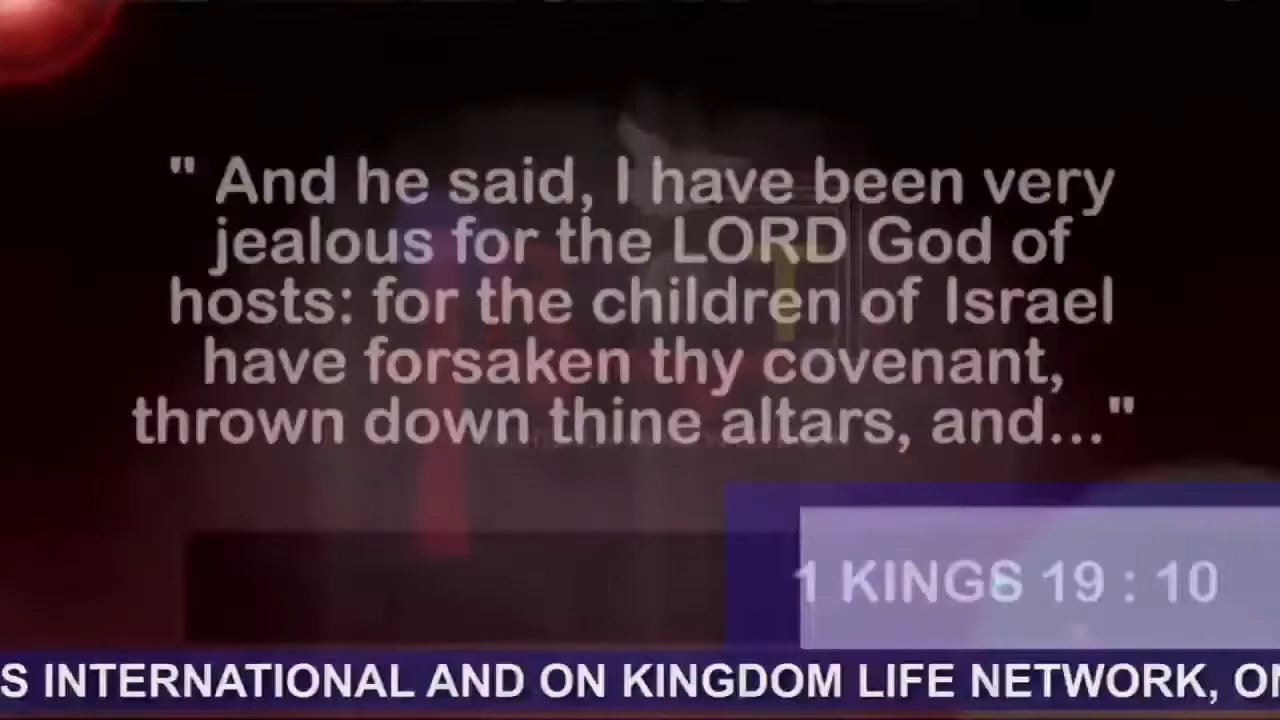 " And he said, I have been very
jealous for the LORD God of
hosts: for the children of Israel
have forsaken thy covenant,
thrown down thine altars, and..."
1 KINGS 19 : 10
S INTERNATIONAL AND ON KINGDOM LIFE NETWORK, ON